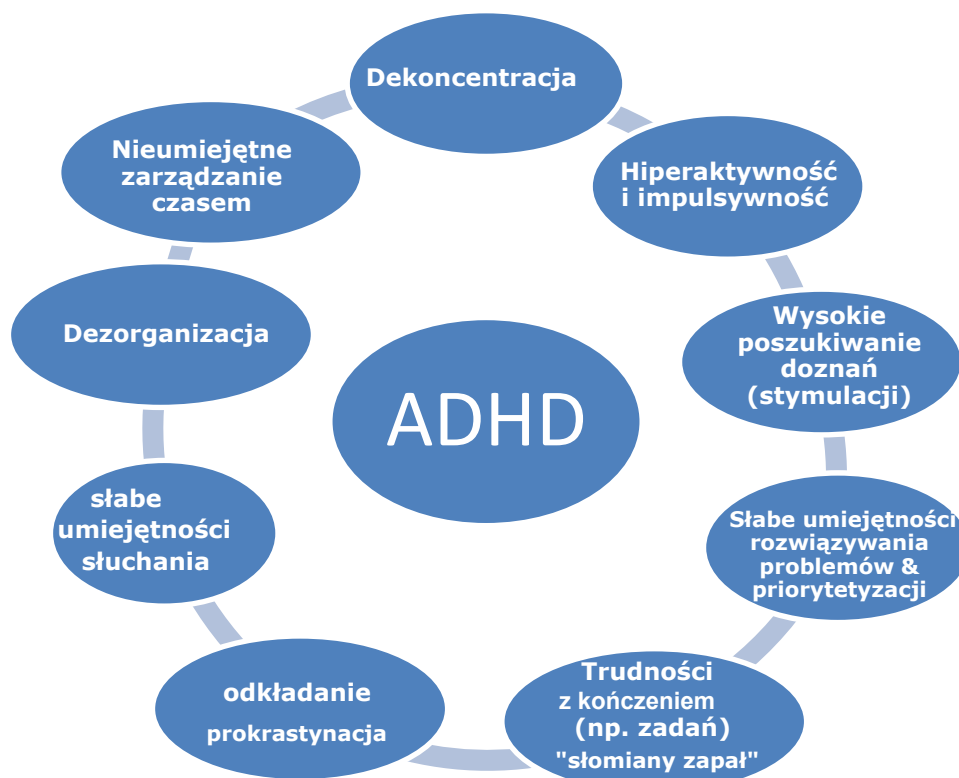 Dekoncentracja
Hiperaktywność
i impulsywność
Wysokie
poszukiwanie
doznań
(stymulacji)
Słabe umiejętności
rozwiązywania
problemów &
priorytetyzacji
Trudności
z kończeniem
(np. zadań)
"słomiany zapał"
odkładanie
prokrastynacja
słabe
umiejętności
słuchania
Dezorganizacja
Nieumiejętne
zarządzanie
czasem
ADHD